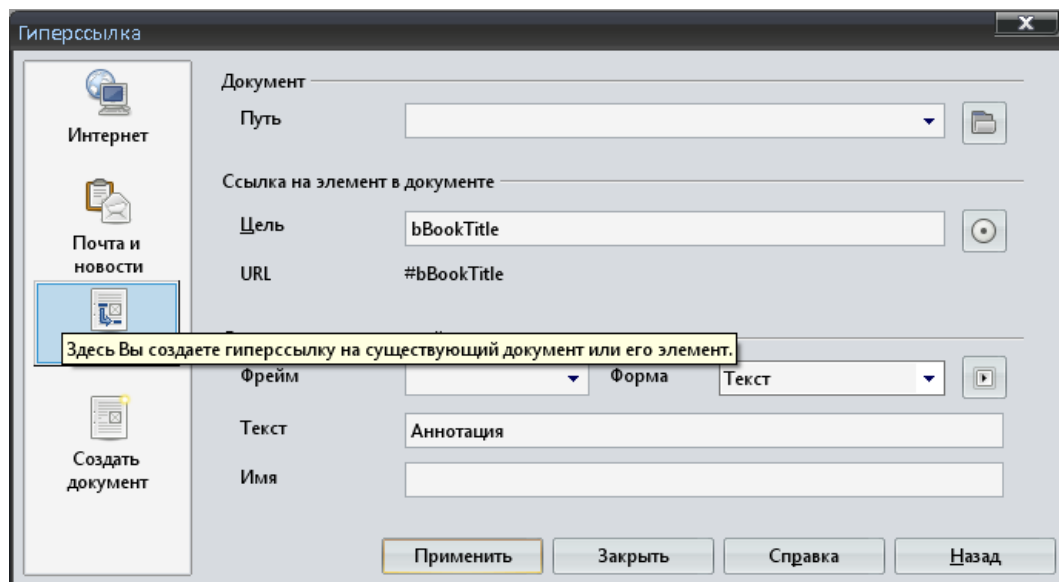 Гиперссылка
x
Интернет
Почта и
новости
Создать
документ
Документ
Путь
Ссылка на элемент в документе
Цель
bBookTitle
URL
#bBookTitle
Здесь Вы создаете гиперссылку на существующий документ или его элемент.
Фрейм
Форма
Текст
Текст
Аннотация
Имя
Применить
Закрыть
Справка
Назад